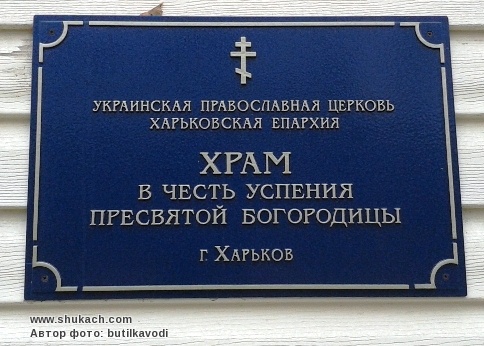 УКРАИНСКАЯ ПРАВОСЛАВНАЯ ЦЕРКОВЬ
ХАРЬКОВСКАЯ ЕПАРХИЯ
ХРАМ
В ЧЕСТЬ УСПЕНИЯ
ПРЕСВЯТОЙ БОГОРОДИЦЫ
Г. ХАРЬКОВ
www.shukach.com
Автор фото: butilkavodi